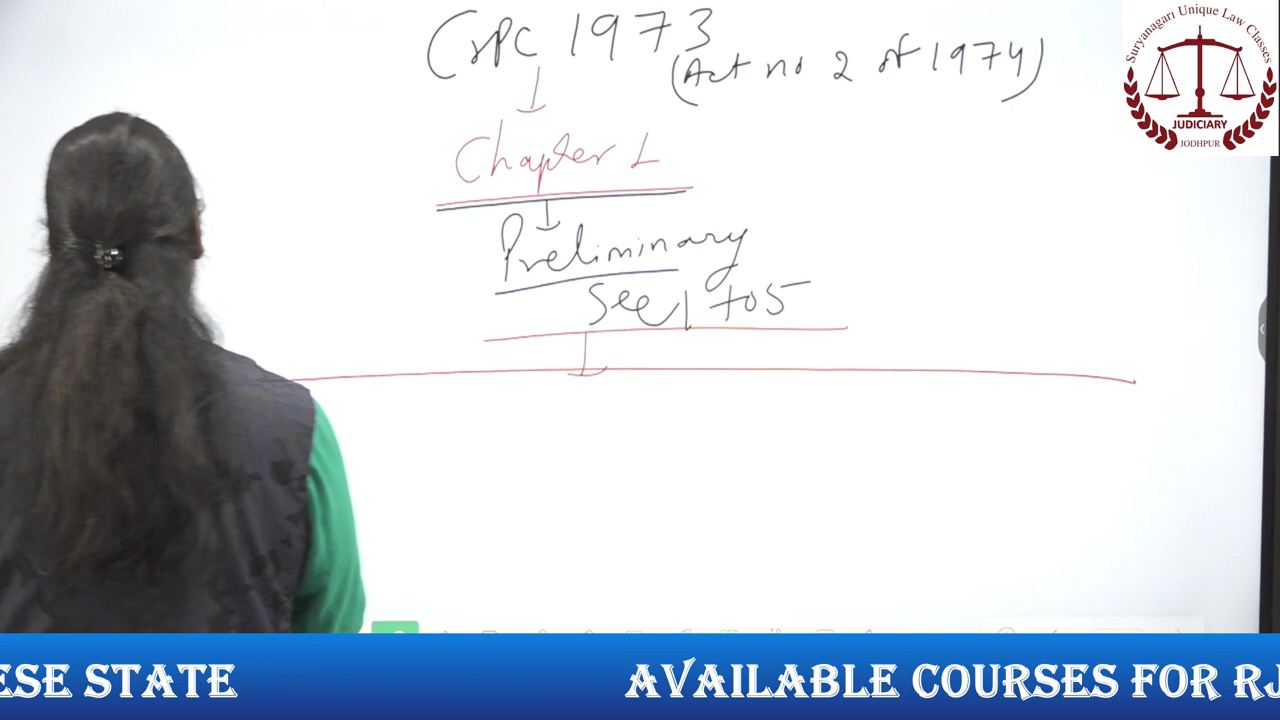 CrPC 1973
(Act no 2 of 1974)
Chapter 1
Preliminary
Sec 1 to 5
Suryanagari Unique Law Classes
JUDICIARY
JODHPUR
ESE STATE
AVAILABLE COURSES FOR RJ